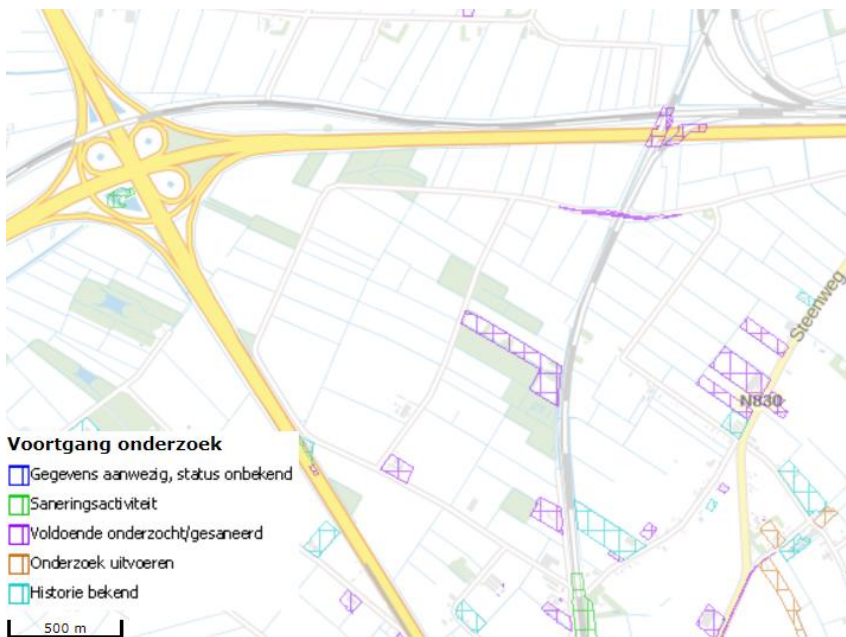 Steenweg
N830
Voortgang onderzoek
Gegevens aanwezig, status onbekend
Saneringsactiviteit
Voldoende onderzocht/gesaneerd
Onderzoek uitvoeren
Historie bekend
500 m